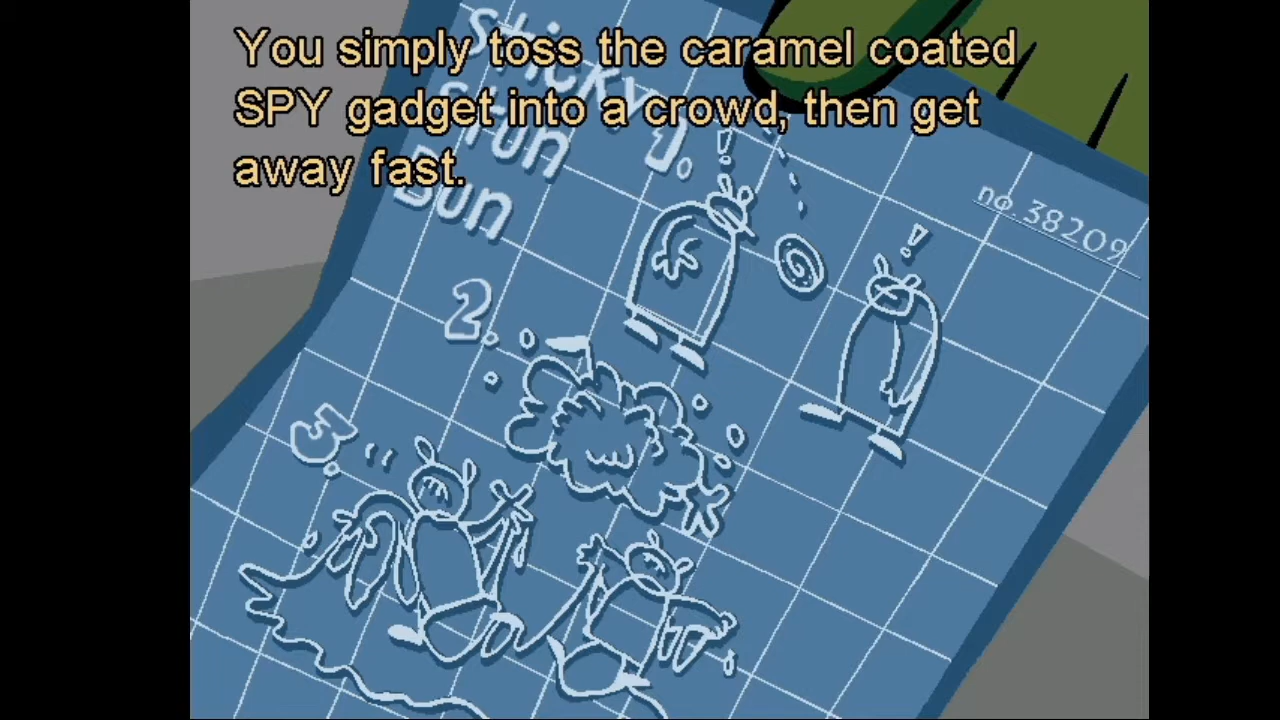 You simply toss the caramel coated
SPY gadget into a crowd, then get
away fast.
Sticky
Stun
Bun
1.
!
!
no. 38209
2.
3.